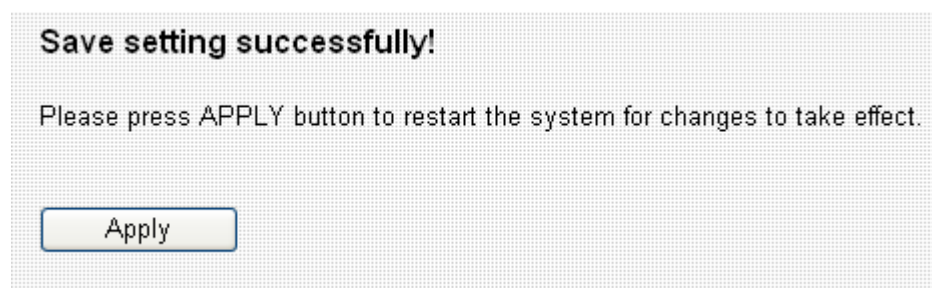 Save setting successfully!
Please press APPLY button to restart the system for changes to take effect.
Apply